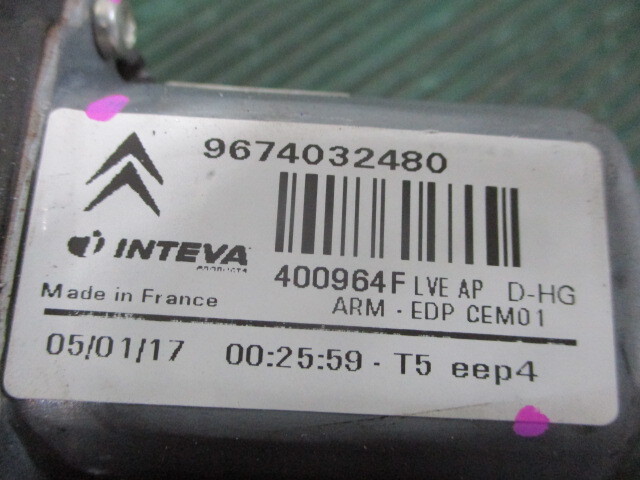 9674032480
INTEVA
PRODUCTS
400964F LVE AP D-HG
Made in France
ARM - EDP CEM01
05/01/17 00:25:59 - T5 eep4